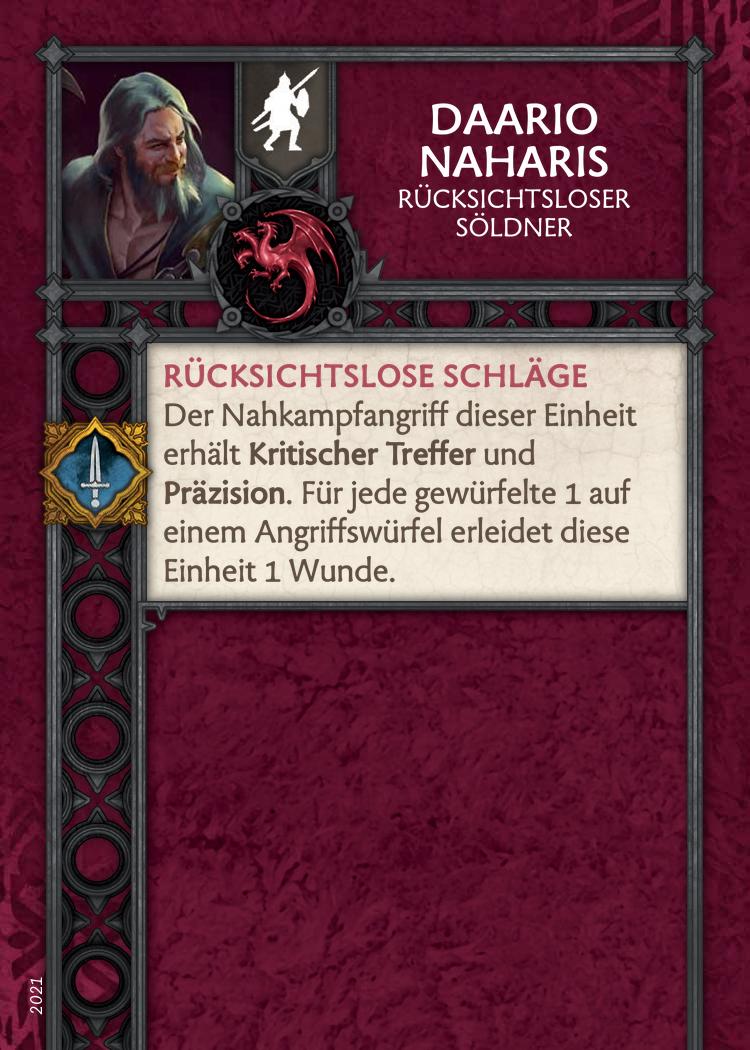 DAARIO
NAHARIS
RÜCKSICHTSLOSER
SÖLDNER
RÜCKSICHTSLOSE SCHLÄGE
Der Nahkampfangriff dieser Einheit
erhält Kritischer Treffer und
Präzision. Für jede gewürfelte 1 auf
einem Angriffswürfel erleidet diese
Einheit 1 Wunde.
2021